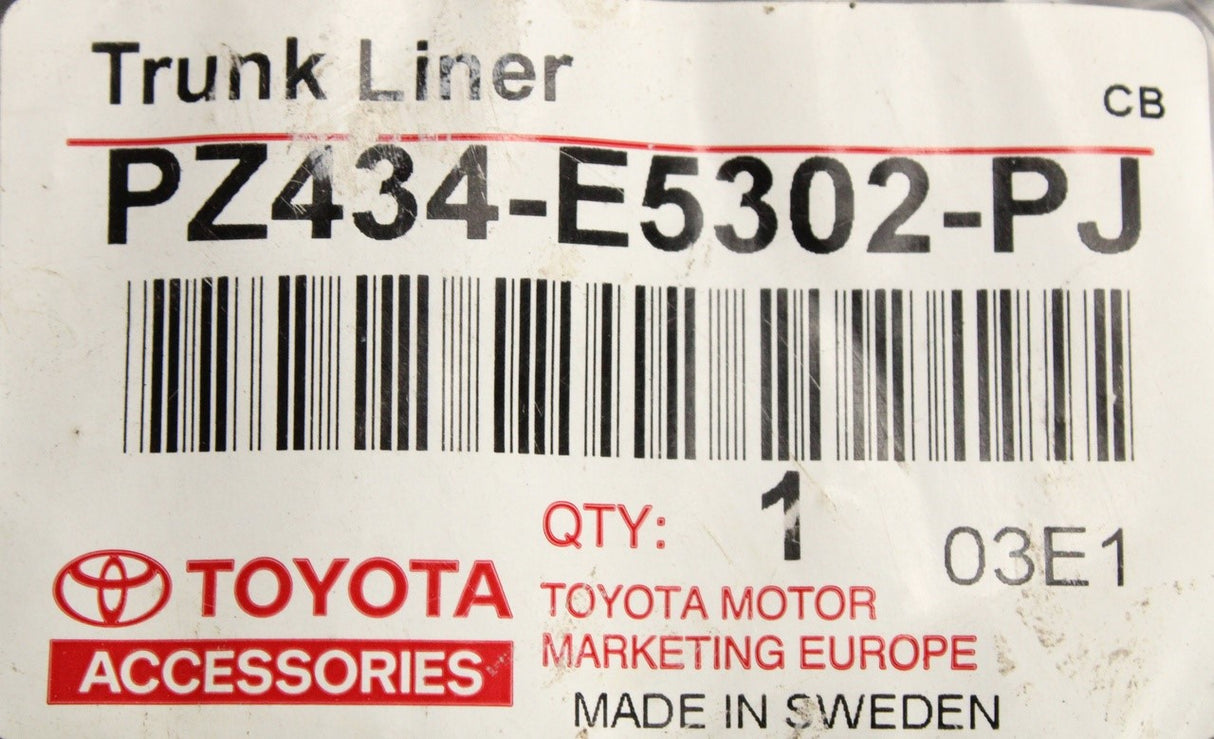 Trunk Liner
CB
PZ434-E5302-PJ
QTY: 1
03E1
TOYOTA
ACCESSORIES
TOYOTA MOTOR
MARKETING EUROPE
MADE IN SWEDEN